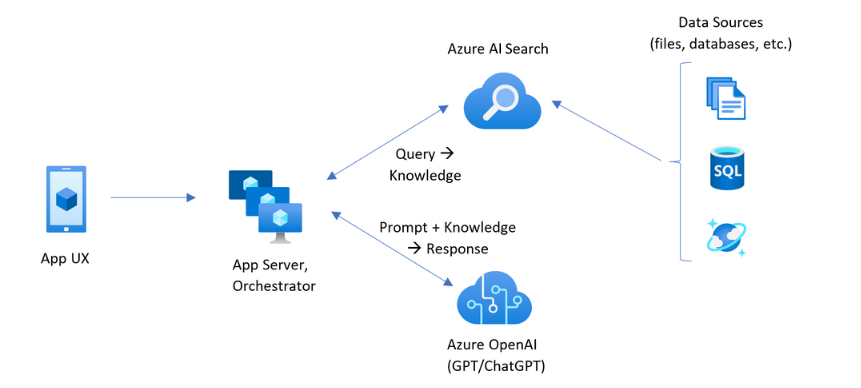 Data Sources
(files, databases, etc.)
Azure AI Search
SQL
Query →
Knowledge
Prompt + Knowledge
→ Response
App UX
App Server,
Orchestrator
Azure OpenAI
(GPT/ChatGPT)